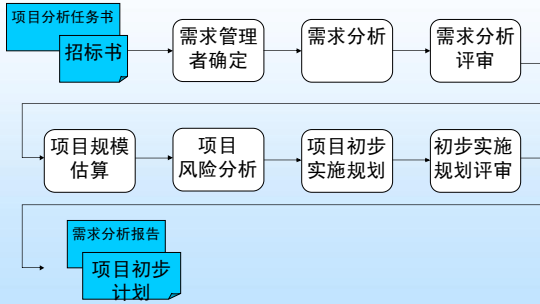 项目分析任务书
招标书
需求管理
者确定
需求分析
需求分析
评审
项目规模
估算
项目
风险分析
项目初步
实施规划
初步实施
规划评审
需求分析报告
项目初步
计划